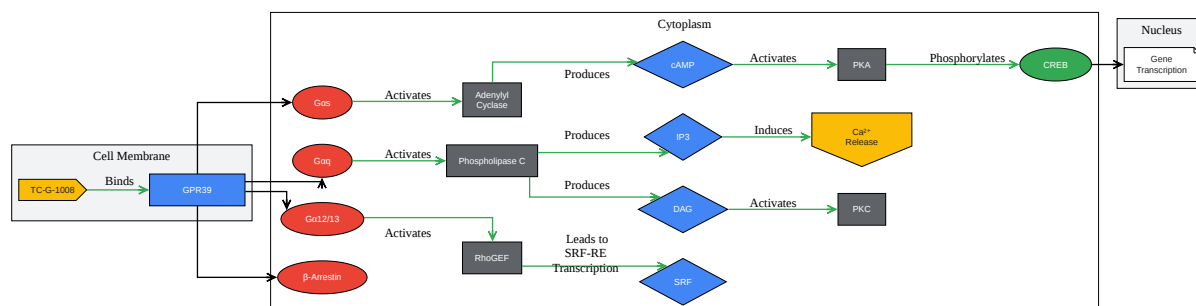 Cytoplasm
Nucleus
Gene
Transcription
Cell Membrane
TC-G-1008
Binds
GPR39
Gαs
Activates
Adenylyl
Cyclase
Produces
cAMP
Activates
PKA
Phosphorylates
CREB
Gαq
Activates
Phospholipase C
Produces
IP3
Induces
Ca²⁺
Release
Produces
DAG
Activates
PKC
Gα12/13
Activates
RhoGEF
Leads to
SRF-RE
Transcription
SRF
β-Arrestin